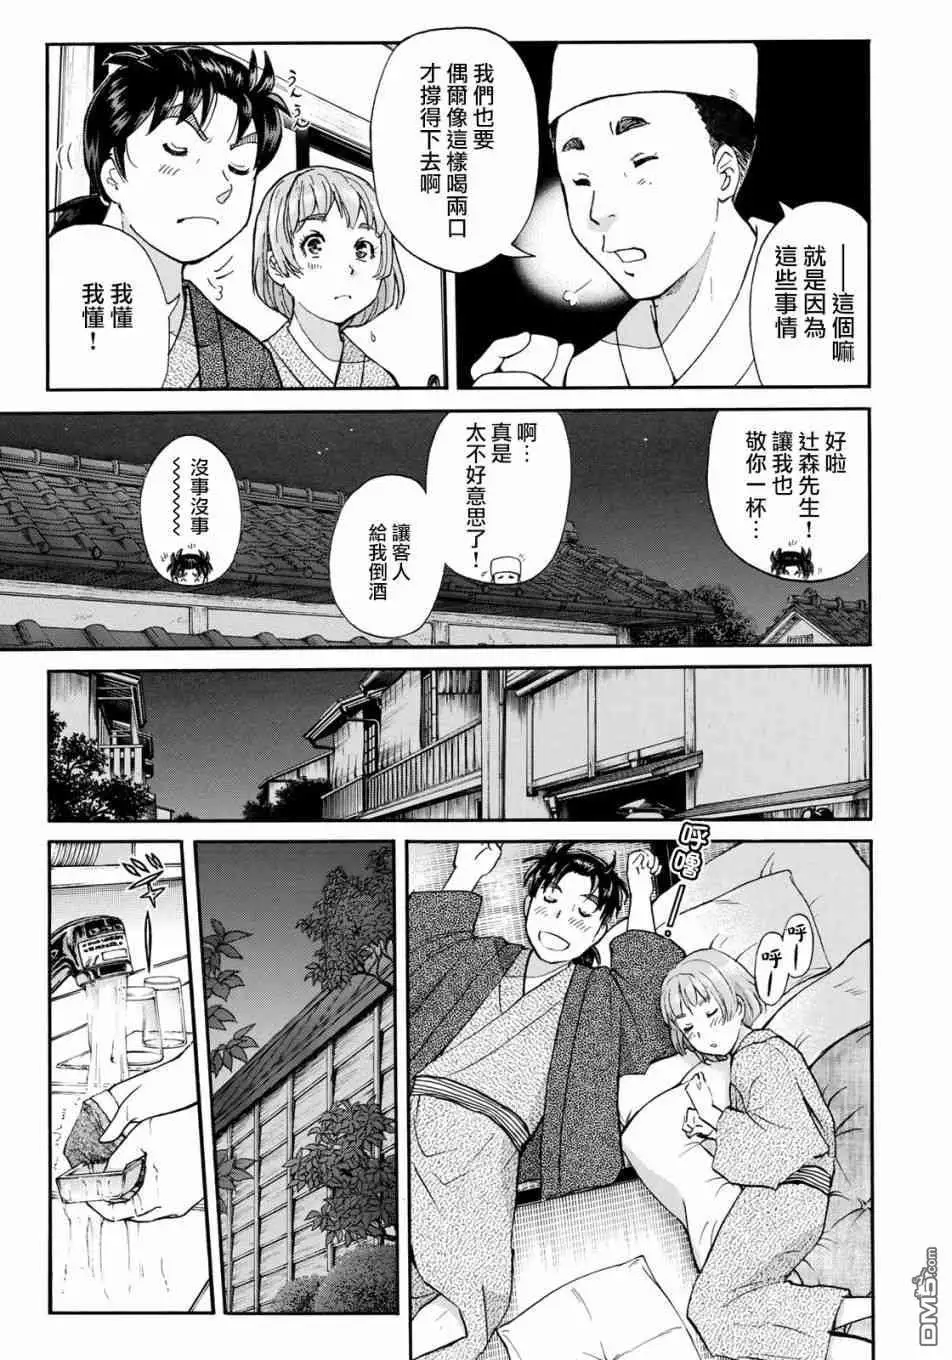 ——這個嘛
就是因為
這些事情
我們也要
偶爾像這樣喝兩口
才撐得下去啊
うんうん
我懂
我懂！
好啦
辻森先生！
讓我也
敬你一杯…
啊…
真是
太不好意思了！
讓客人
給我倒酒
沒事沒事
～～～～～
呼嚕…
呼——
呼——
DM5.com